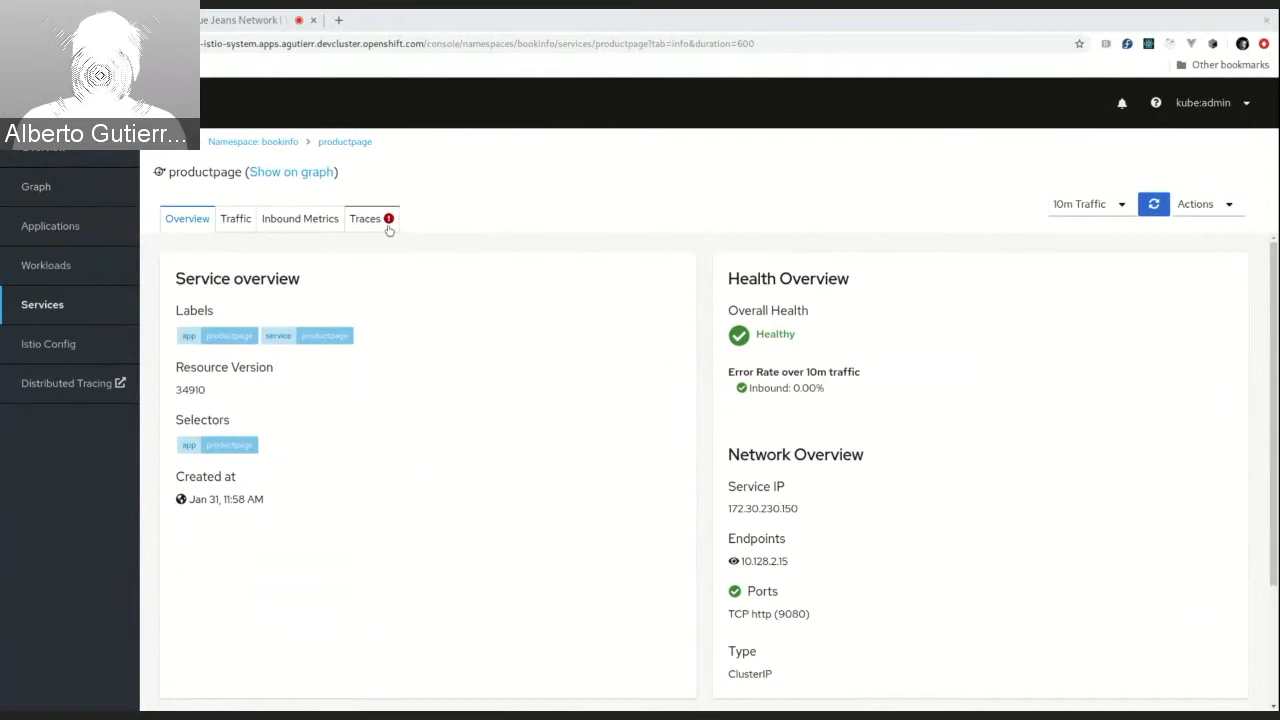 ue Jeans Network |
-istio-system.apps.agutierr.devcluster.openshift.com/console/namespaces/bookinfo/services/productpage?tab=info&duration=600
Other bookmarks
kube:admin
Alberto Gutierr...
Namespace: bookinfo > productpage
productpage (Show on graph)
Overview
Graph
Applications
Workloads
Services
Istio Config
Distributed Tracing
Overview Traffic Inbound Metrics Traces
10m Traffic Actions
Service overview
Labels
app productpage service productpage
Resource Version
34910
Selectors
app productpage
Created at
Jan 31, 11:58 AM
Health Overview
Overall Health
Healthy
Error Rate over 10m traffic
Inbound: 0.00%
Network Overview
Service IP
172.30.230.150
Endpoints
10.128.2.15
Ports
TCP http (9080)
Type
ClusterIP